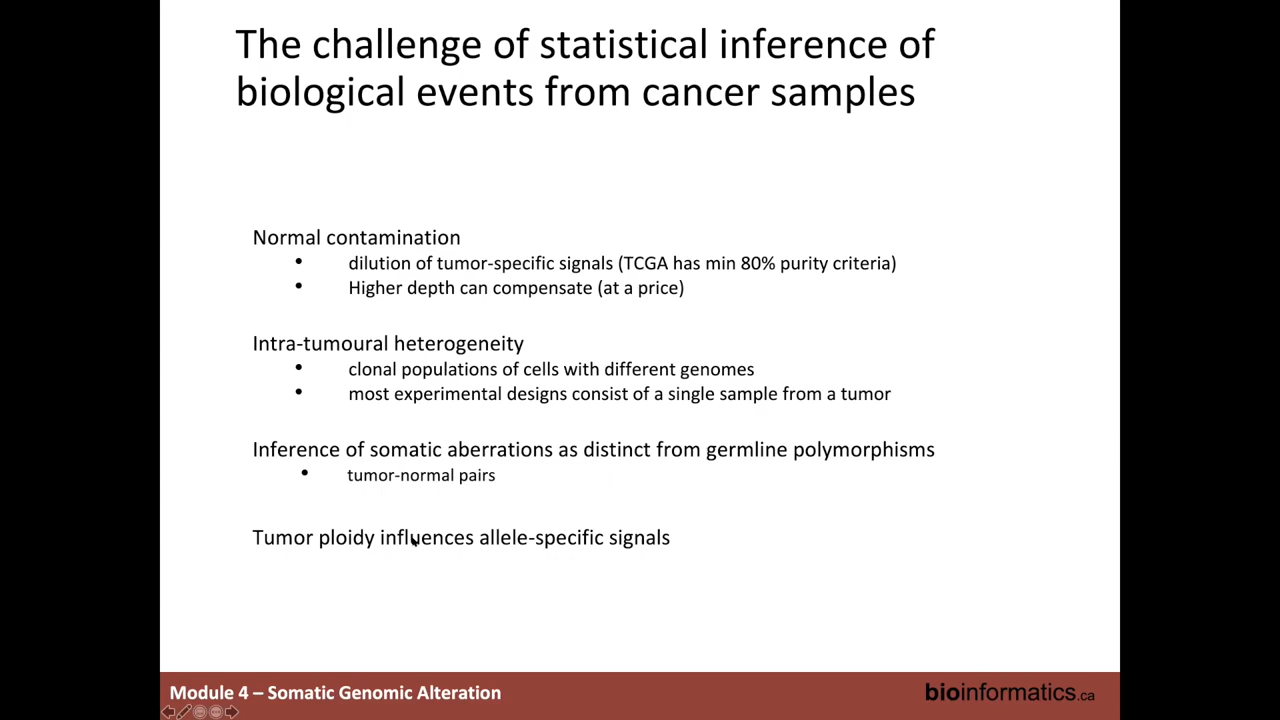 The challenge of statistical inference of
biological events from cancer samples
Normal contamination
• dilution of tumor-specific signals (TCGA has min 80% purity criteria)
• Higher depth can compensate (at a price)
Intra-tumoural heterogeneity
• clonal populations of cells with different genomes
• most experimental designs consist of a single sample from a tumor
Inference of somatic aberrations as distinct from germline polymorphisms
• tumor-normal pairs
Tumor ploidy influences allele-specific signals
Module 4 – Somatic Genomic Alteration
bioinformatics.ca